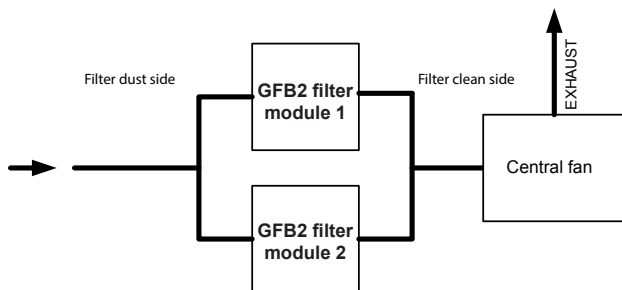 Filter dust side
GFB2 filter
module 1
Filter clean side
EXHAUST
Central fan
GFB2 filter
module 2